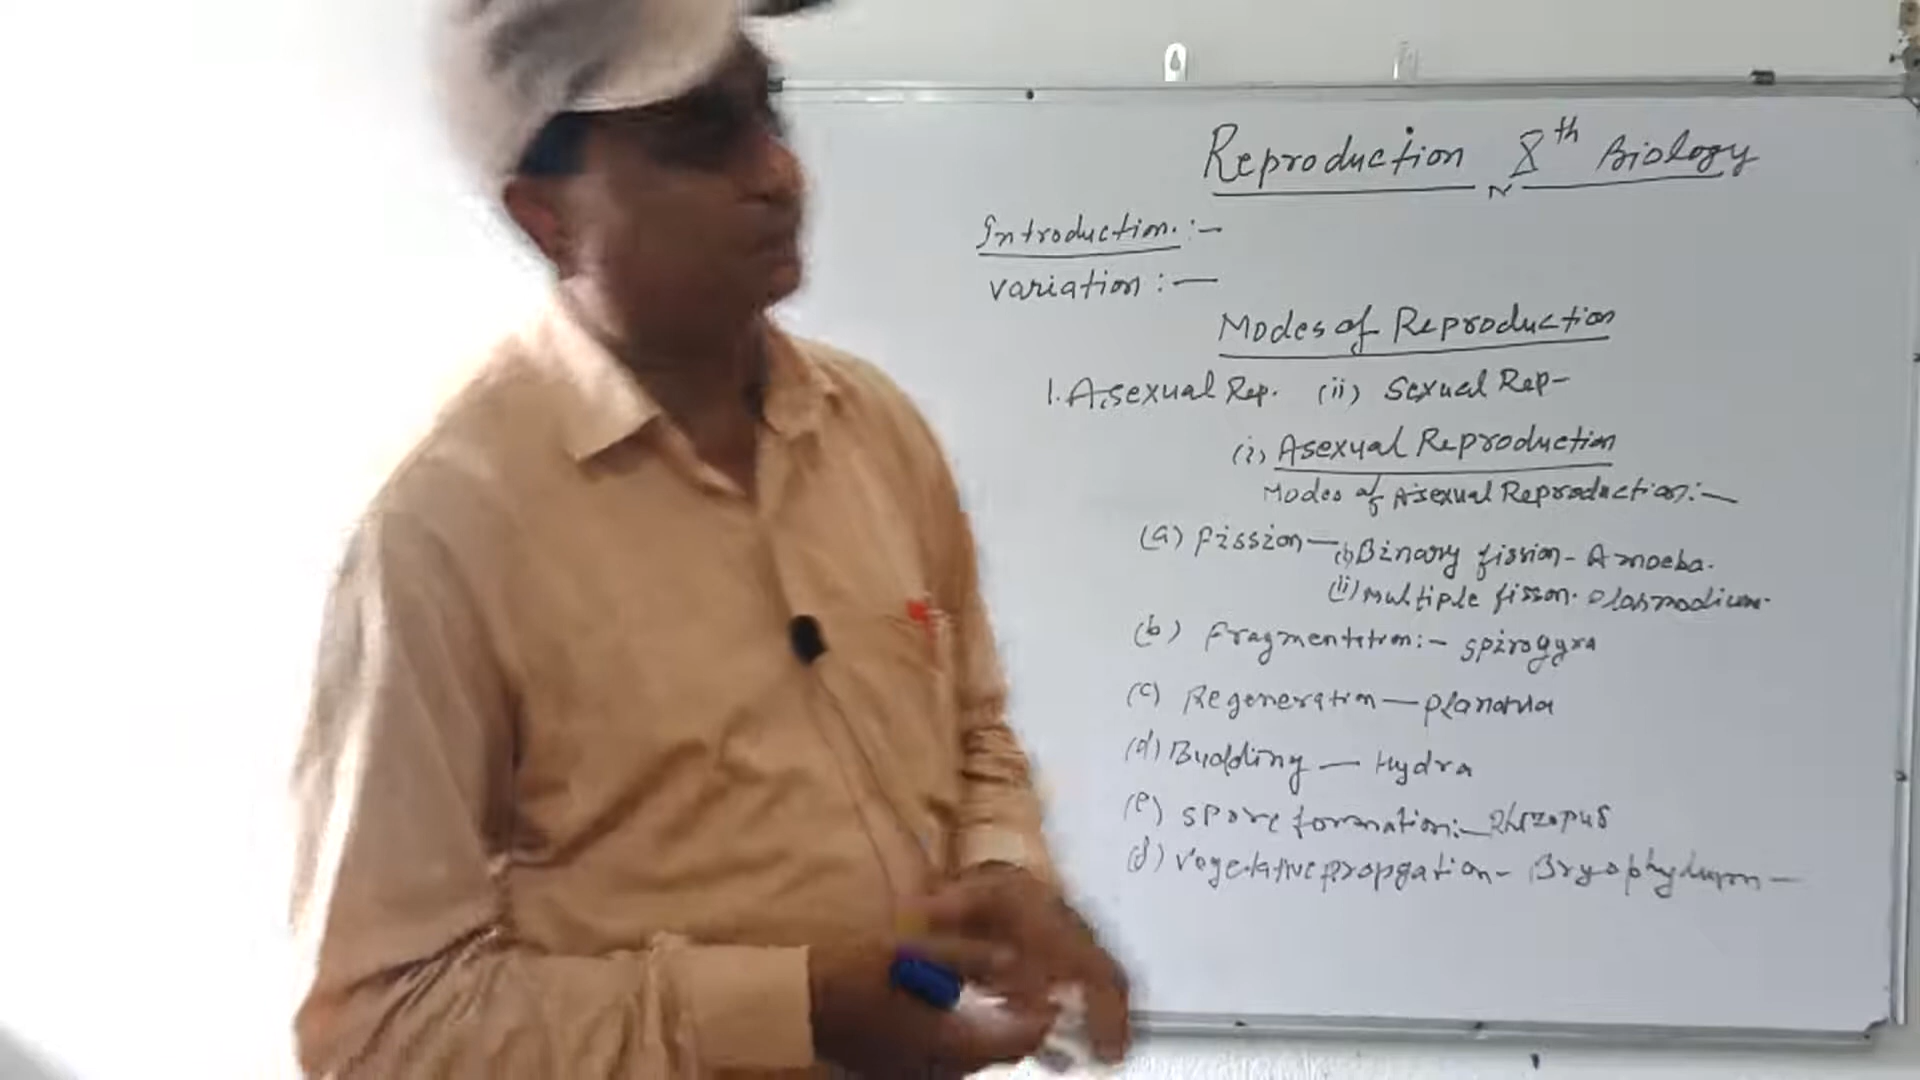 Reproduction X th Biology
Introduction :-
Variation :-
Modes of Reproduction
1. Asexual Rep. (ii) Sexual Rep-
(i) Asexual Reproduction
Modes of Asexual Reproduction:-
(a) fission - (i) Binary fission - Amoeba.
(ii) Multiple fisson. Plasmodium.
(b) fragmentation:- spirogyra
(c) Regeneration - planaria
(d) Budding - Hydra
(e) Spore formation:- Rhizopus
(f) vegetative propgation - Bryophyllum -